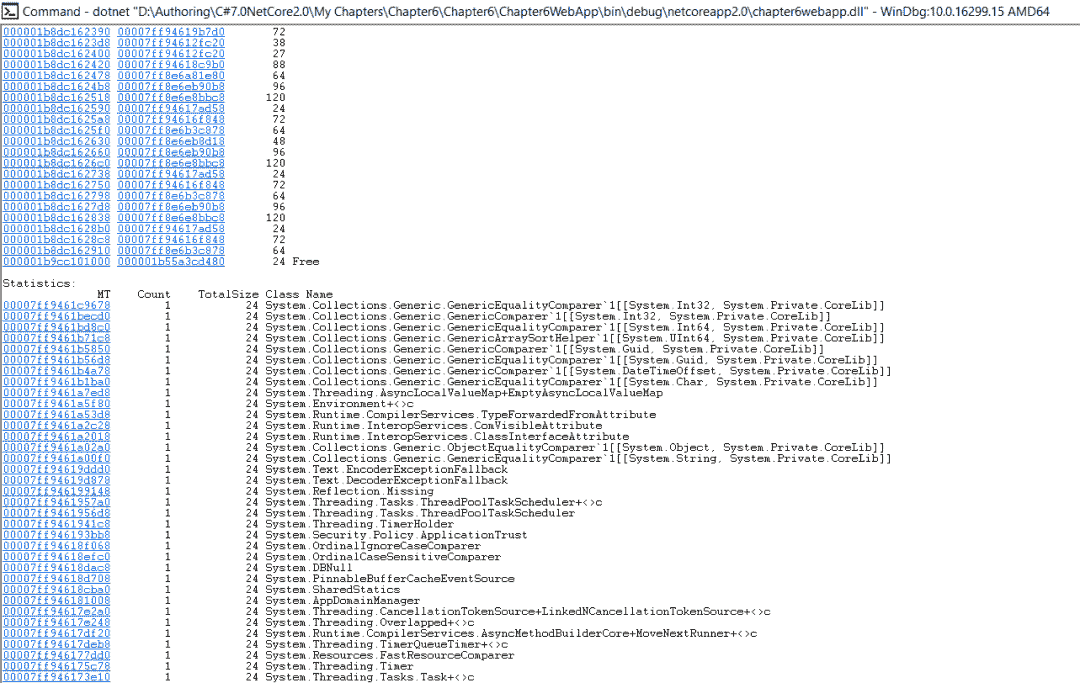 Command - dotnet "D:\Authoring\C#7.0NetCore2.0\My Chapters\Chapter6\Chapter6\Chapter6WebApp\bin\debug\netcoreapp2.0\chapter6webapp.dll" - WinDbg:10.0.16299.15 AMD64
000001b8dc162390 00007ff94619b7d0 72
000001b8dc1623d8 00007ff94612fc20 38
000001b8dc162400 00007ff94612fc20 27
000001b8dc162420 00007ff94618c9b0 88
000001b8dc162478 00007ff8e6a81e80 64
000001b8dc1624b8 00007ff8e6eb90b8 96
000001b8dc162518 00007ff8e6e8bbc8 120
000001b8dc162590 00007ff94617ad58 24
000001b8dc1625a8 00007ff94616f848 72
000001b8dc1625f0 00007ff8e6b3c878 64
000001b8dc162630 00007ff8e6eb8d18 48
000001b8dc162660 00007ff8e6eb90b8 96
000001b8dc1626c0 00007ff8e6e8bbc8 120
000001b8dc162738 00007ff94617ad58 24
000001b8dc162750 00007ff94616f848 72
000001b8dc162798 00007ff8e6b3c878 64
000001b8dc1627d8 00007ff8e6eb90b8 96
000001b8dc162838 00007ff8e6e8bbc8 120
000001b8dc1628b0 00007ff94617ad58 24
000001b8dc1628c8 00007ff94616f848 72
000001b8dc162910 00007ff8e6b3c878 64
000001b9cc101000 000001b55a3cd480 24 Free
Statistics:
MT Count TotalSize Class Name
00007ff9461c9678 1 24 System.Collections.Generic.GenericEqualityComparer`1[[System.Int32, System.Private.CoreLib]]
00007ff9461becd0 1 24 System.Collections.Generic.GenericComparer`1[[System.Int32, System.Private.CoreLib]]
00007ff9461bd8c0 1 24 System.Collections.Generic.GenericEqualityComparer`1[[System.Int64, System.Private.CoreLib]]
00007ff9461b71c8 1 24 System.Collections.Generic.GenericArraySortHelper`1[[System.UInt64, System.Private.CoreLib]]
00007ff9461b5850 1 24 System.Collections.Generic.GenericComparer`1[[System.Guid, System.Private.CoreLib]]
00007ff9461b56d8 1 24 System.Collections.Generic.GenericEqualityComparer`1[[System.Guid, System.Private.CoreLib]]
00007ff9461b4a78 1 24 System.Collections.Generic.GenericComparer`1[[System.DateTimeOffset, System.Private.CoreLib]]
00007ff9461b1ba0 1 24 System.Collections.Generic.GenericEqualityComparer`1[[System.Char, System.Private.CoreLib]]
00007ff9461a7ed8 1 24 System.Threading.AsyncLocalValueMap+EmptyAsyncLocalValueMap
00007ff9461a5f80 1 24 System.Environment+<>c
00007ff9461a53d8 1 24 System.Runtime.CompilerServices.TypeForwardedFromAttribute
00007ff9461a2c28 1 24 System.Runtime.InteropServices.ComVisibleAttribute
00007ff9461a2018 1 24 System.Runtime.InteropServices.ClassInterfaceAttribute
00007ff9461a02a0 1 24 System.Collections.Generic.ObjectEqualityComparer`1[[System.Object, System.Private.CoreLib]]
00007ff9461a00f0 1 24 System.Collections.Generic.GenericEqualityComparer`1[[System.String, System.Private.CoreLib]]
00007ff94619ddd0 1 24 System.Text.EncoderExceptionFallback
00007ff94619d878 1 24 System.Text.DecoderExceptionFallback
00007ff946199148 1 24 System.Reflection.Missing
00007ff9461957a0 1 24 System.Threading.Tasks.ThreadPoolTaskScheduler+<>c
00007ff9461956d8 1 24 System.Threading.Tasks.ThreadPoolTaskScheduler
00007ff9461941c8 1 24 System.Threading.TimerHolder
00007ff946193bb8 1 24 System.Security.Policy.ApplicationTrust
00007ff94618f068 1 24 System.OrdinalIgnoreCaseComparer
00007ff94618efc0 1 24 System.OrdinalCaseSensitiveComparer
00007ff94618dac8 1 24 System.DBNull
00007ff94618d708 1 24 System.PinnableBufferCacheEventSource
00007ff94618cba0 1 24 System.SharedStatics
00007ff946181008 1 24 System.AppDomainManager
00007ff94617e2a0 1 24 System.Threading.CancellationTokenSource+LinkedNCancellationTokenSource+<>c
00007ff94617e248 1 24 System.Threading.Overlapped+<>c
00007ff94617df20 1 24 System.Runtime.CompilerServices.AsyncMethodBuilderCore+MoveNextRunner+<>c
00007ff94617deb8 1 24 System.Threading.TimerQueueTimer+<>c
00007ff946177dd0 1 24 System.Resources.FastResourceComparer
00007ff946175c78 1 24 System.Threading.Timer
00007ff946173e10 1 24 System.Threading.Tasks.Task+<>c